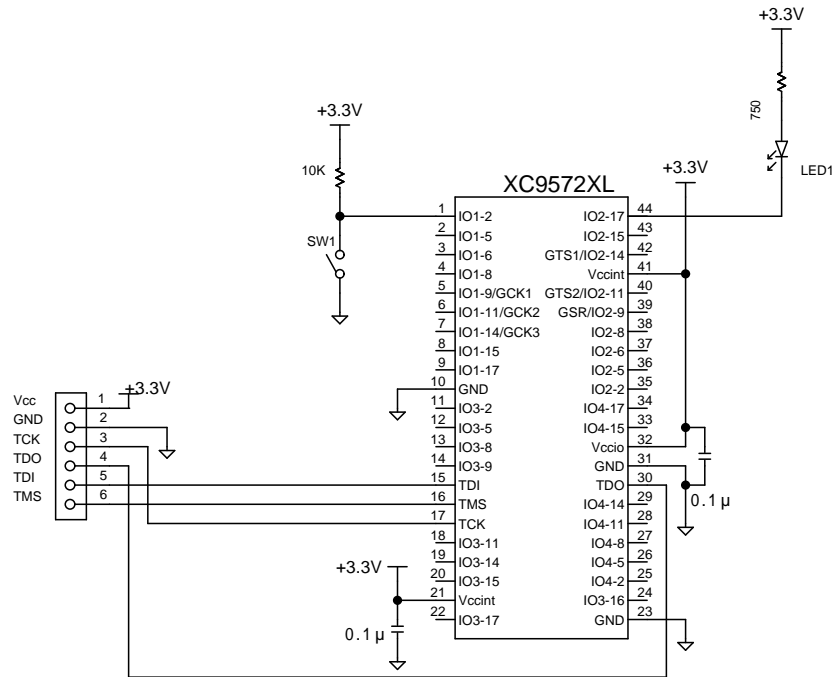 +3.3V
750
LED1
+3.3V
10K
SW1
+3.3V
XC9572XL
1 IO1-2 IO2-17 44
2 IO1-5 IO2-15 43
3 IO1-6 GTS1/IO2-14 42
4 IO1-8 Vccint 41
5 IO1-9/GCK1 GTS2/IO2-11 40
6 IO1-11/GCK2 GSR/IO2-9 39
7 IO1-14/GCK3 IO2-8 38
8 IO1-15 IO2-6 37
9 IO1-17 IO2-5 36
10 GND IO2-2 35
11 IO3-2 IO4-17 34
12 IO3-5 IO4-15 33
13 IO3-8 Vccio 32
14 IO3-9 GND 31
15 TDI TDO 30
16 TMS IO4-14 29
17 TCK IO4-11 28
18 IO3-11 IO4-8 27
19 IO3-14 IO4-5 26
20 IO3-15 IO4-2 25
21 Vccint IO3-16 24
22 IO3-17 GND 23
Vcc 1 +3.3V
GND 2
TCK 3
TDO 4
TDI 5
TMS 6
0.1µ
+3.3V
0.1µ